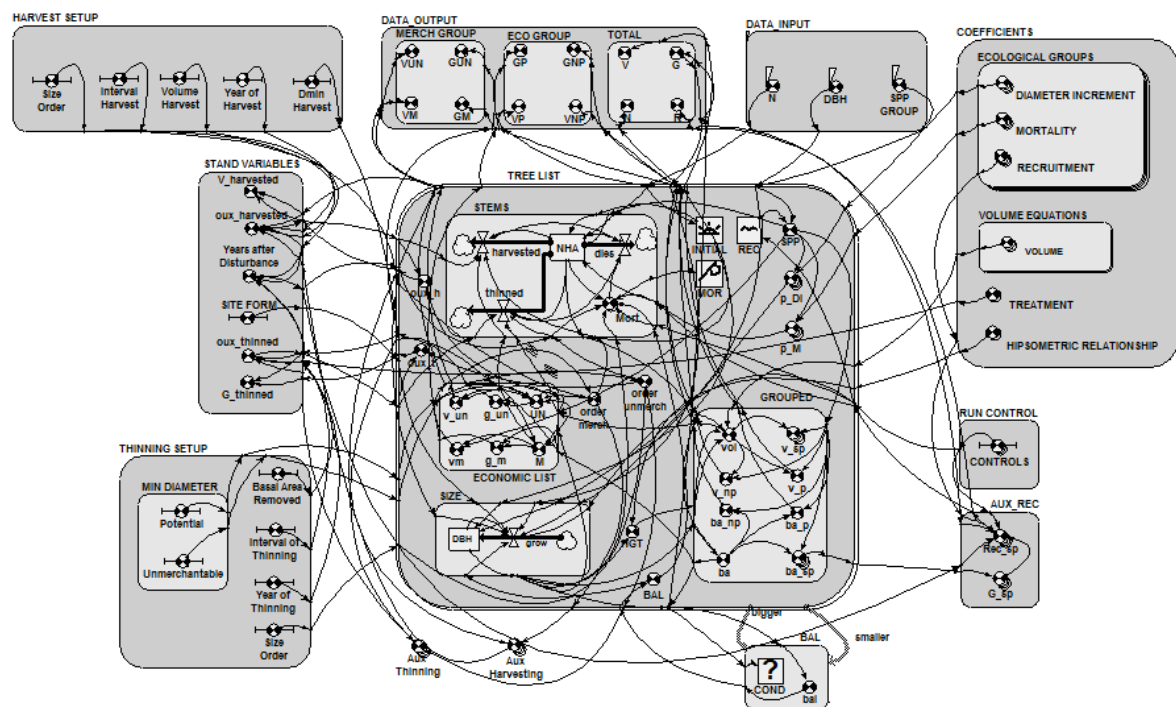 HARVEST SETUP
Size
Order
Interval
Harvest
Volume
Harvest
Year of
Harvest
Dmin
Harvest
DATA_OUTPUT
MERCH GROUP
VUN
GUN
VM
GM
ECO GROUP
GP
GNP
VP
VNP
TOTAL
V
G
N
R
DATA_INPUT
N
DBH
SPP
GROUP
COEFFICIENTS
ECOLOGICAL GROUPS
DIAMETER INCREMENT
MORTALITY
RECRUITMENT
VOLUME EQUATIONS
VOLUME
TREATMENT
HIPSOMETRIC RELATIONSHIP
STAND VARIABLES
V_harvested
oux_harvested
Years after
Disturbance
SITE FORM
oux_thinned
G_thinned
TREE LIST
STEMS
harvested
NHA
dies
thinned
Mort.
INITIAL
REC
MOR
SPP
p_DI
p_M
oux_h
v_un
g_un
UN
vm
g_m
M
ECONOMIC LIST
order
merch
order
unmerch
GROUPED
vol
v_sp
v_np
v_p
ba_np
ba_p
ba
ba_sp
SIZE
DBH
grow
HGT
BAL
THINNING SETUP
MIN DIAMETER
Potential
Unmerchantable
Basal Area
Removed
Interval of
Thinning
Year of
Thinning
Size
Order
RUN CONTROL
CONTROLS
AUX_REC
Rec_sp
G_sp
Aux
Thinning
Aux
Harvesting
bigger
smaller
BAL
?
COND
bal